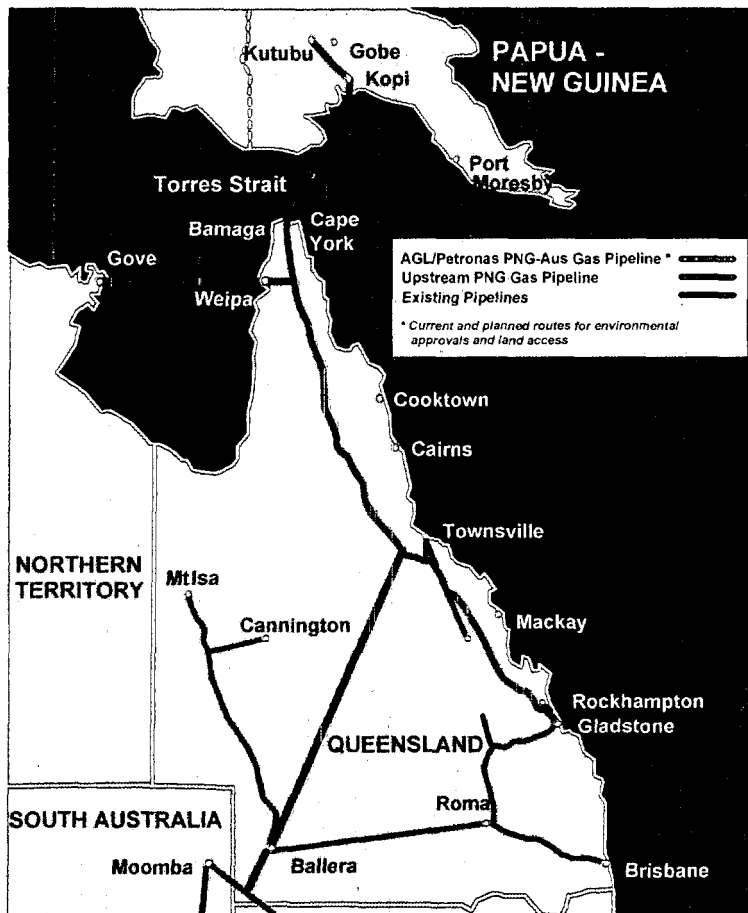 Kutubu
Gobe
Kopi
PAPUA -
NEW GUINEA
Port
Moresby
Torres Strait
Bamaga
Cape
York
Gove
Weipa
AGL/Petronas PNG-Aus Gas Pipeline *
Upstream PNG Gas Pipeline
Existing Pipelines
* Current and planned routes for environmental
approvals and land access
Cooktown
Cairns
Townsville
NORTHERN
TERRITORY
MtIsa
Cannington
Mackay
Rockhampton
Gladstone
QUEENSLAND
Roma
SOUTH AUSTRALIA
Moomba
Ballera
Brisbane